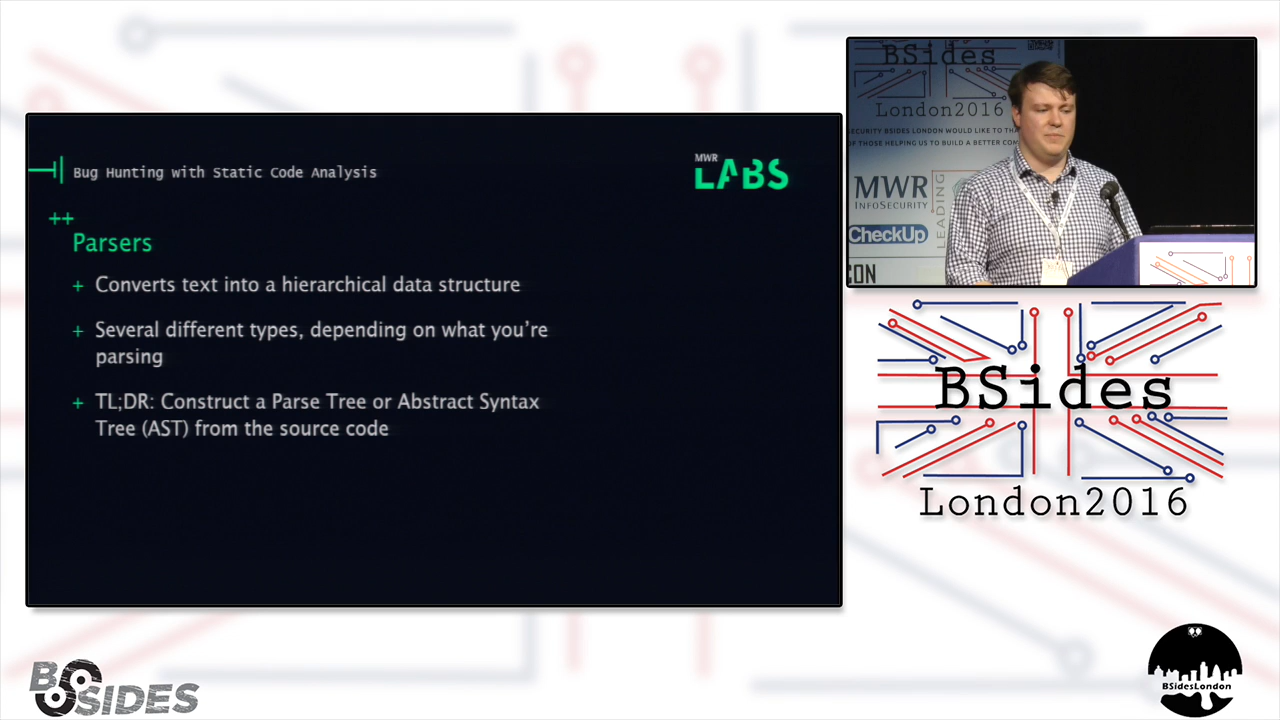 Bug Hunting with Static Code Analysis
MWR
LABS
++
Parsers
+ Converts text into a hierarchical data structure
+ Several different types, depending on what you're
parsing
+ TL;DR: Construct a Parse Tree or Abstract Syntax
Tree (AST) from the source code
BSides
London2016
SECURITY BSIDES LONDON WOULD LIKE TO
OF THOSE HELPING US TO BUILD A BETTER
MWR
INFOSECURITY
LEADING
CheckUp
BSides
London2016
BSIDES
BSidesLondon